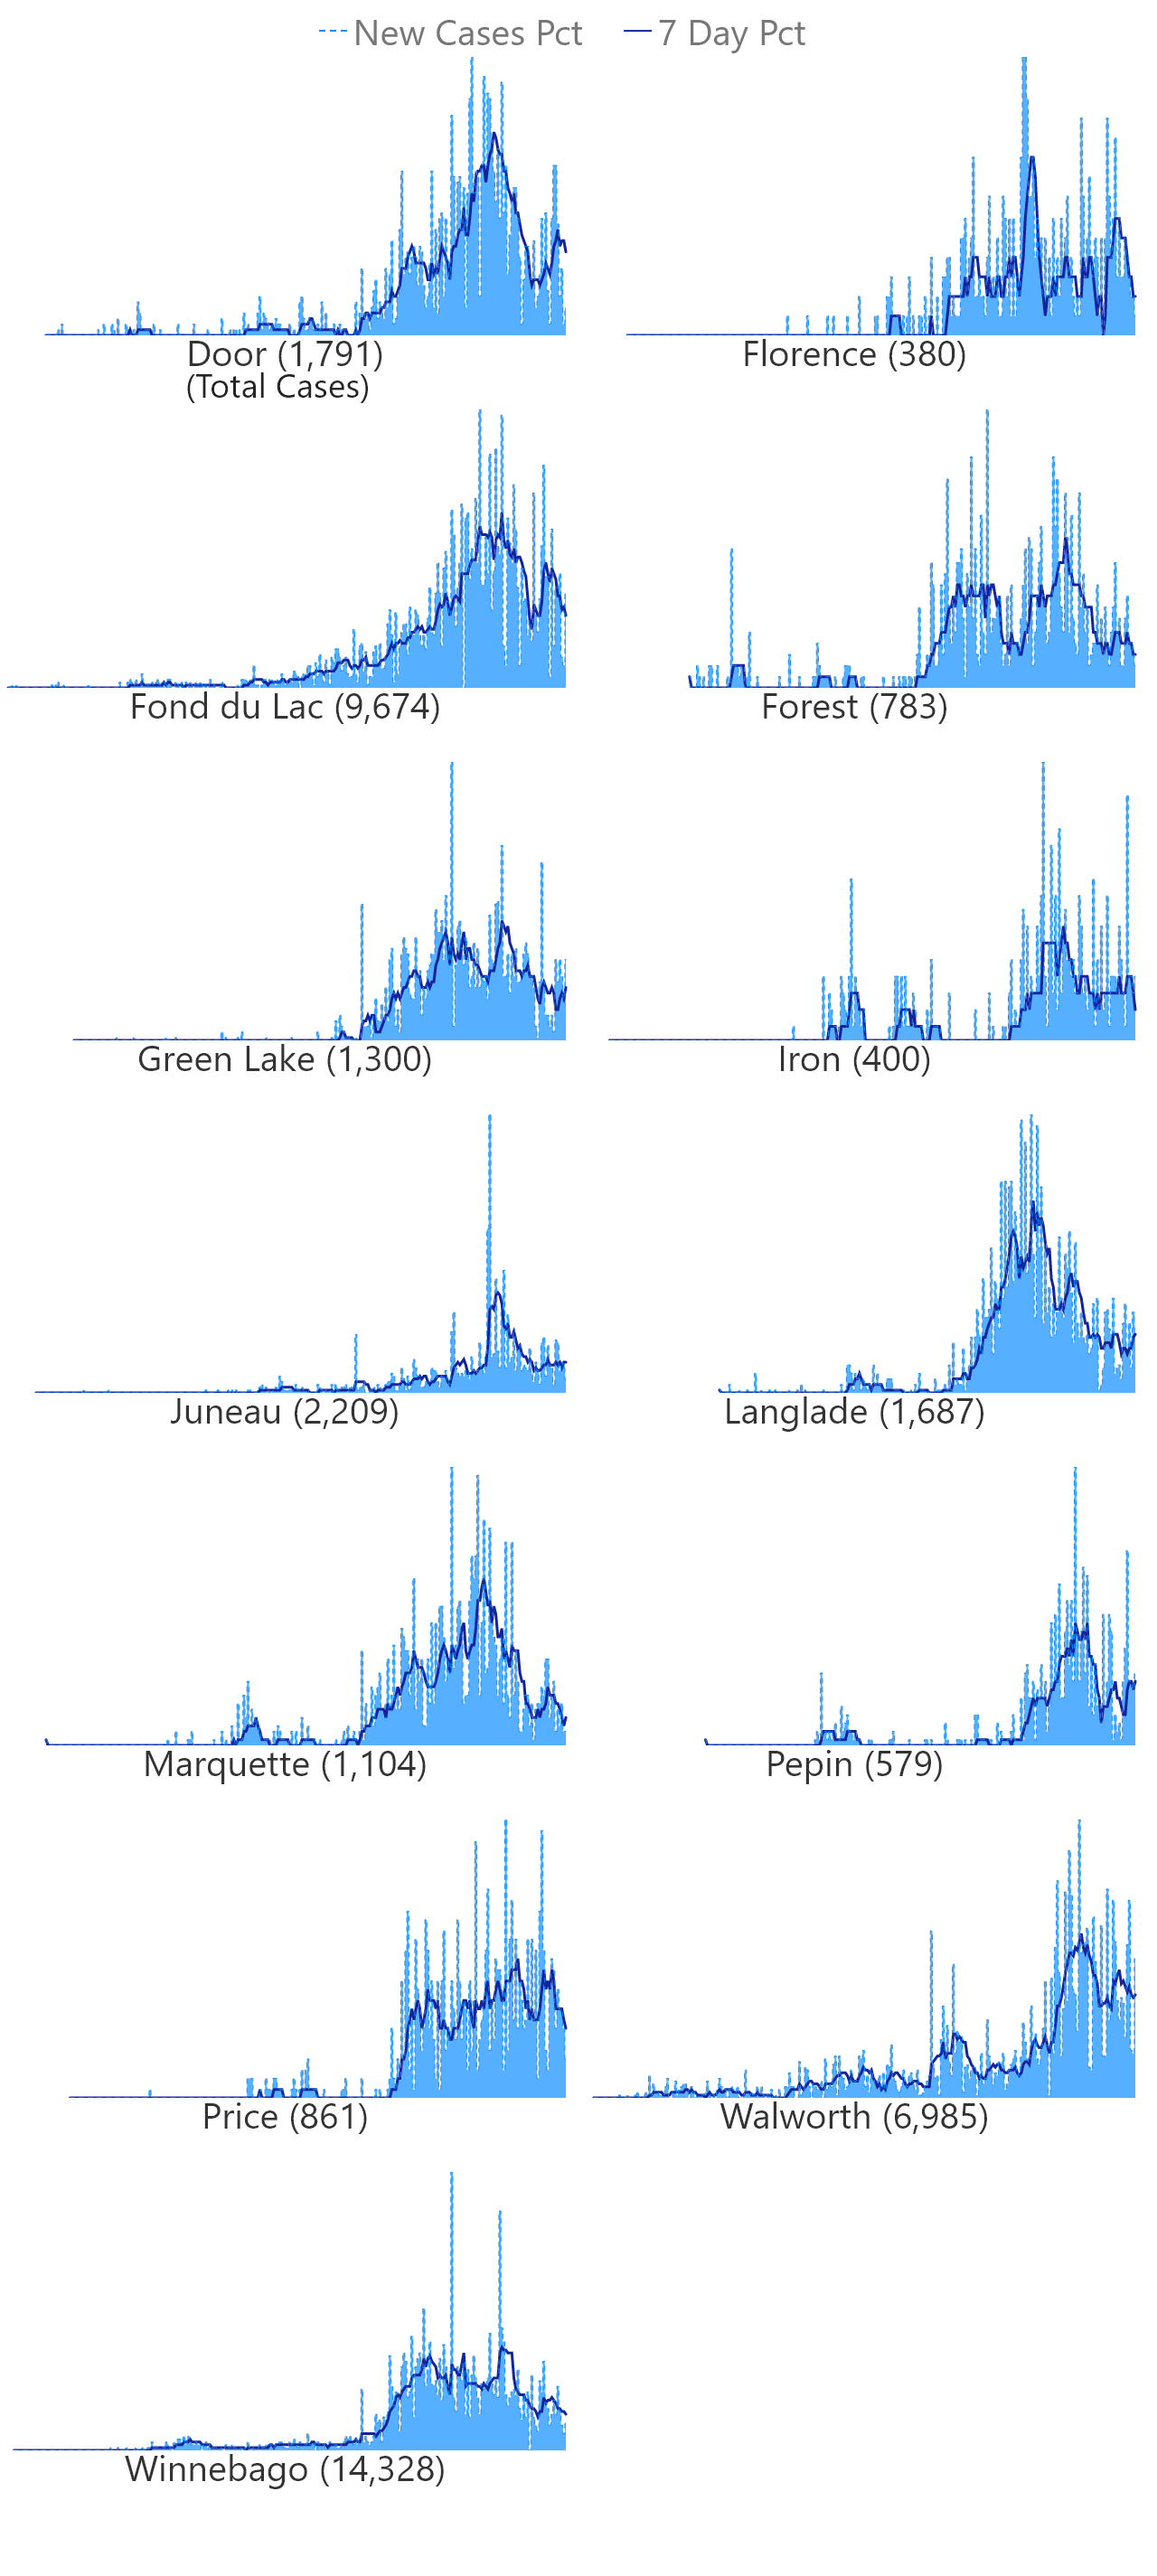 New Cases Pct 7 Day Pct
Door (1,791) Florence (380)
(Total Cases)
Fond du Lac (9,674) Forest (783)
Green Lake (1,300) Iron (400)
Juneau (2,209) Langlade (1,687)
Marquette (1,104) Pepin (579)
Price (861) Walworth (6,985)
Winnebago (14,328)